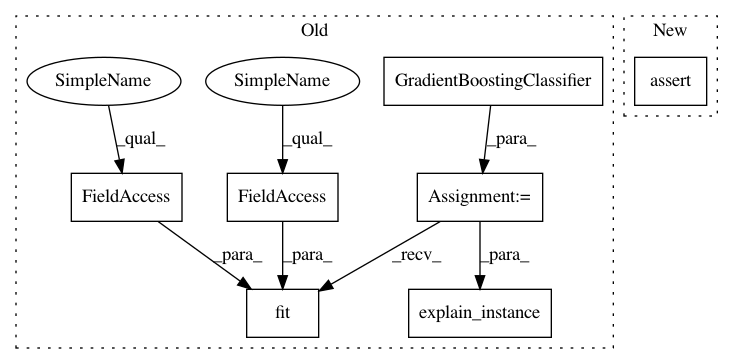 Old
New
SimpleName
SimpleName
GradientBoostingClassifier
assert
_qual_
_qual_
_para_
FieldAccess
FieldAccess
Assignment:=
_para_
_para_
_recv_
_para_
fit
explain_instance